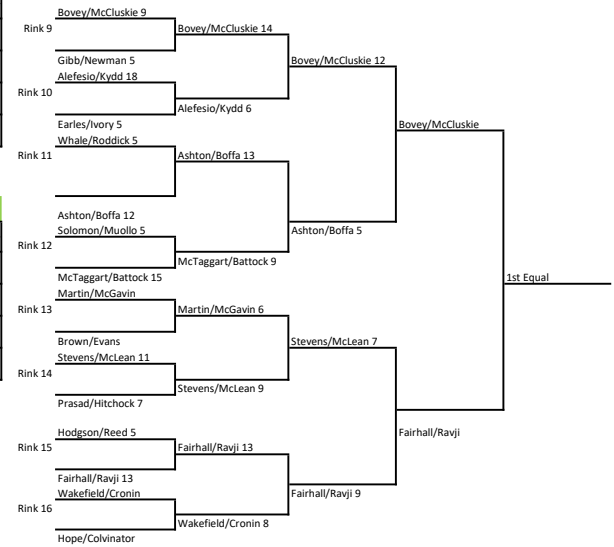 Bovey/McCluskie 9
Rink 9
Bovey/McCluskie 14
Gibb/Newman 5
Bovey/McCluskie 12
Alefesio/Kydd 18
Rink 10
Alefesio/Kydd 6
Earles/Ivory 5
Bovey/McCluskie
Whale/Roddick 5
Rink 11
Ashton/Boffa 13
Ashton/Boffa 12
Ashton/Boffa 5
Solomon/Muollo 5
Rink 12
McTaggart/Battock 9
McTaggart/Battock 15
1st Equal
Martin/McGavin
Rink 13
Martin/McGavin 6
Brown/Evans
Stevens/McLean 7
Stevens/McLean 11
Rink 14
Stevens/McLean 9
Prasad/Hitchock 7
Fairhall/Ravji
Hodgson/Reed 5
Rink 15
Fairhall/Ravji 13
Fairhall/Ravji 13
Fairhall/Ravji 9
Wakefield/Cronin
Rink 16
Wakefield/Cronin 8
Hope/Colvinator